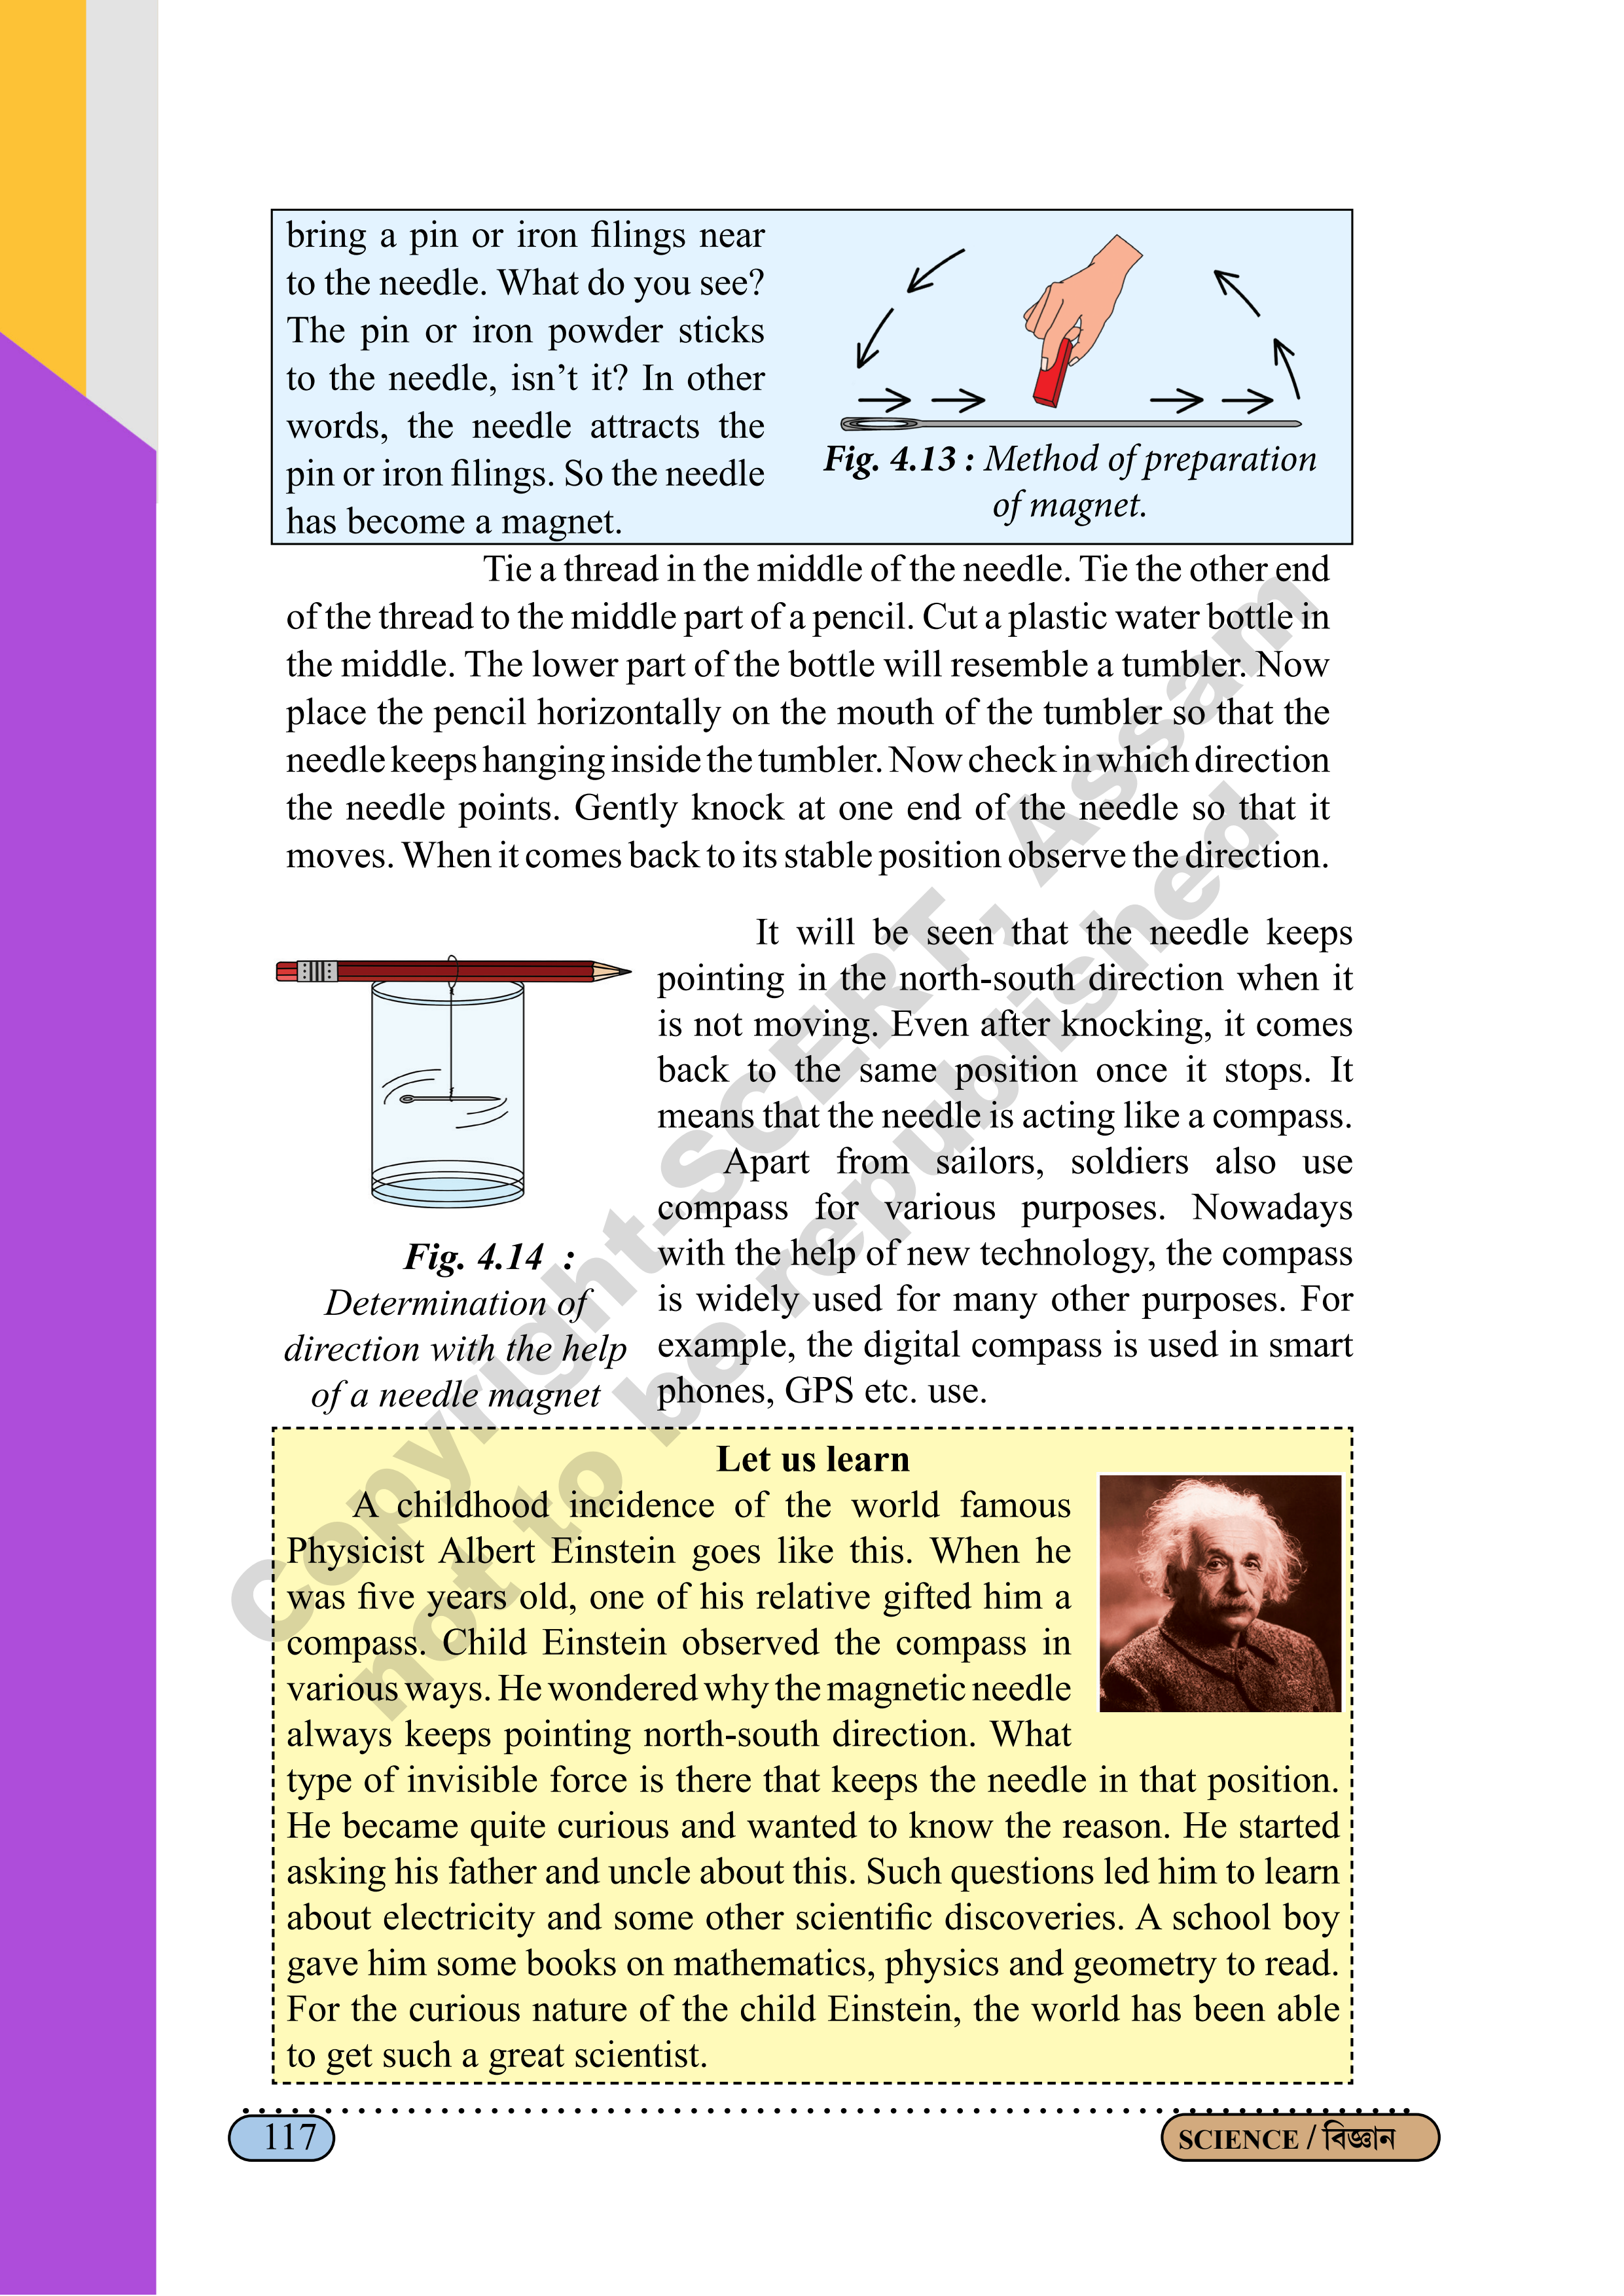 bring a pin or iron filings near
to the needle. What do you see?
The pin or iron powder sticks
to the needle, isn’t it? In other
words, the needle attracts the
pin or iron filings. So the needle
has become a magnet.
Fig. 4.13 : Method of preparation
of magnet.
Tie a thread in the middle of the needle. Tie the other end
of the thread to the middle part of a pencil. Cut a plastic water bottle in
the middle. The lower part of the bottle will resemble a tumbler. Now
place the pencil horizontally on the mouth of the tumbler so that the
needle keeps hanging inside the tumbler. Now check in which direction
the needle points. Gently knock at one end of the needle so that it
moves. When it comes back to its stable position observe the direction.
It will be seen that the needle keeps
pointing in the north-south direction when it
is not moving. Even after knocking, it comes
back to the same position once it stops. It
means that the needle is acting like a compass.
Apart from sailors, soldiers also use
compass for various purposes. Nowadays
with the help of new technology, the compass
is widely used for many other purposes. For
example, the digital compass is used in smart
phones, GPS etc. use.
Fig. 4.14 :
Determination of
direction with the help
of a needle magnet
Let us learn
A childhood incidence of the world famous
Physicist Albert Einstein goes like this. When he
was five years old, one of his relative gifted him a
compass. Child Einstein observed the compass in
various ways. He wondered why the magnetic needle
always keeps pointing north-south direction. What
type of invisible force is there that keeps the needle in that position.
He became quite curious and wanted to know the reason. He started
asking his father and uncle about this. Such questions led him to learn
about electricity and some other scientific discoveries. A school boy
gave him some books on mathematics, physics and geometry to read.
For the curious nature of the child Einstein, the world has been able
to get such a great scientist.
117
SCIENCE / বিজ্ঞান
Copyright-SCERT, Assam
not to be republished